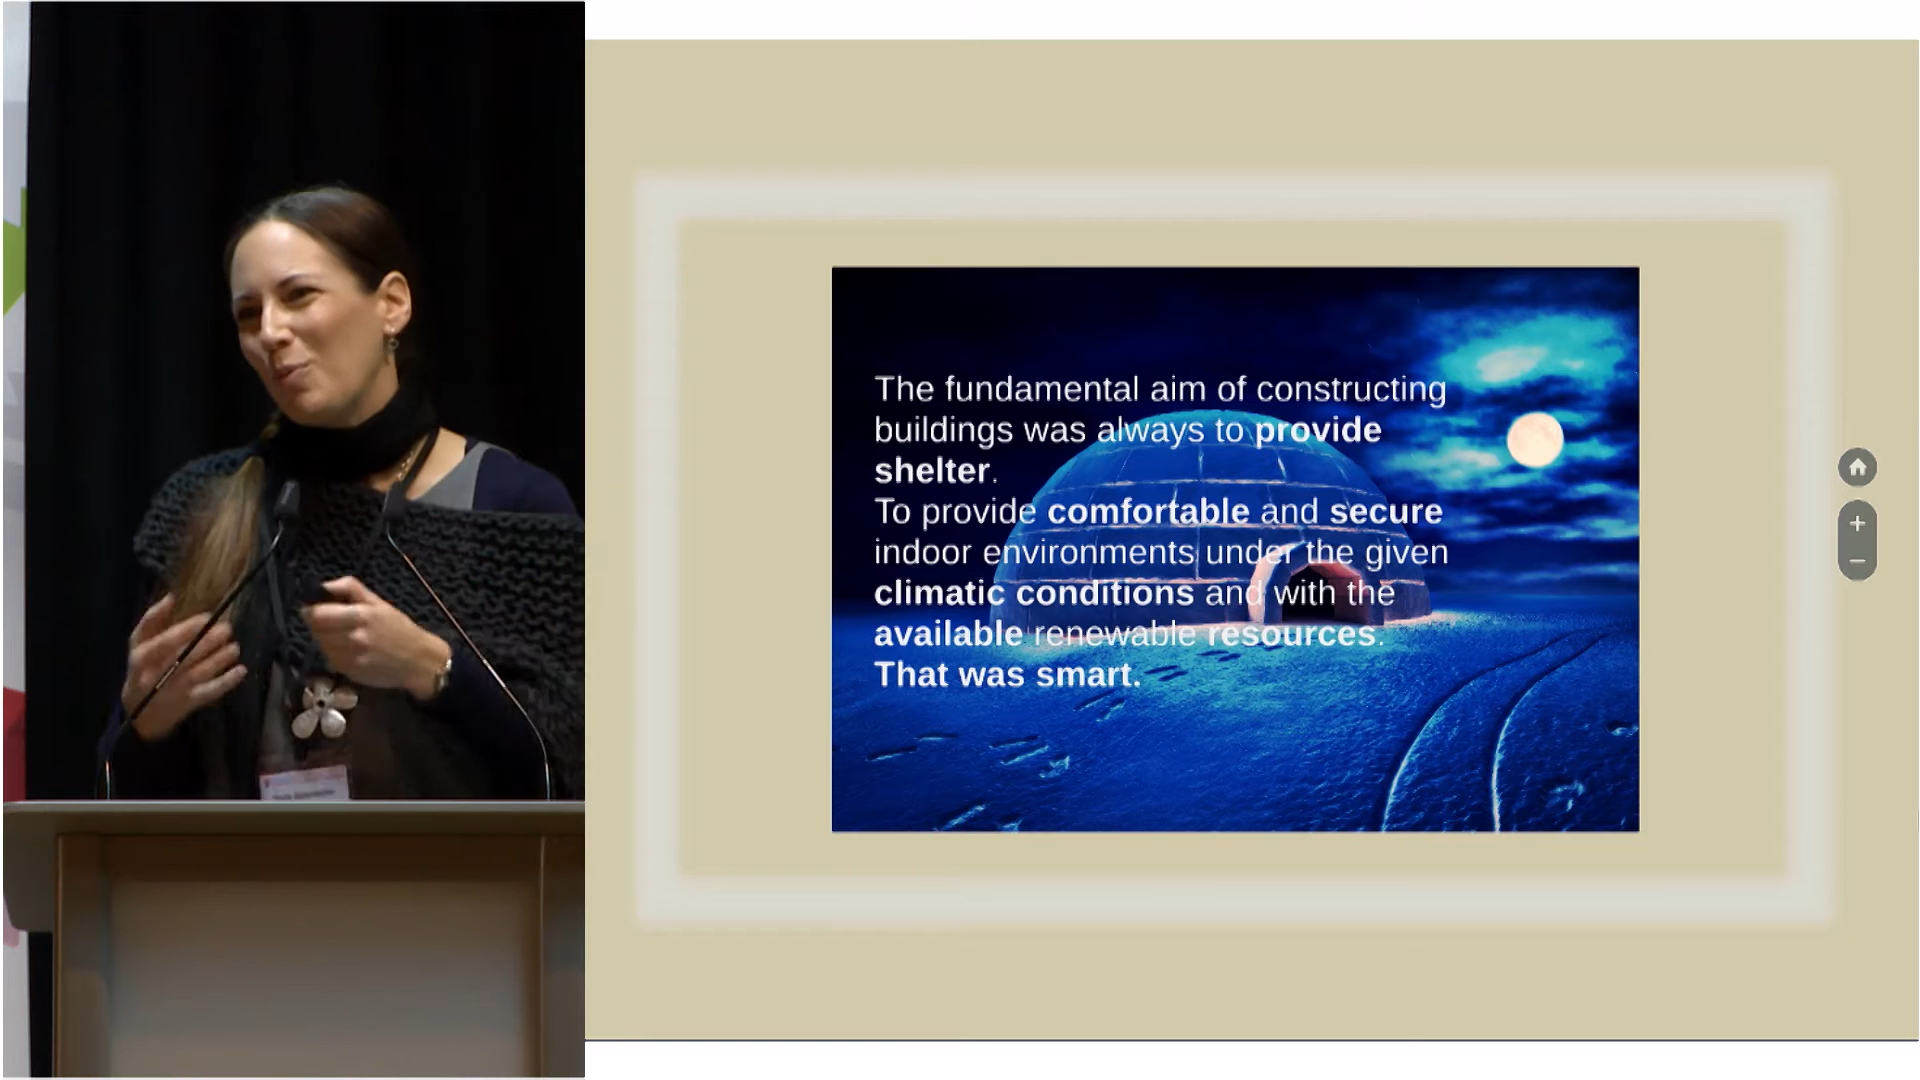 The fundamental aim of constructing
buildings was always to provide
shelter.
To provide comfortable and secure
indoor environments under the given
climatic conditions and with the
available renewable resources.
That was smart.